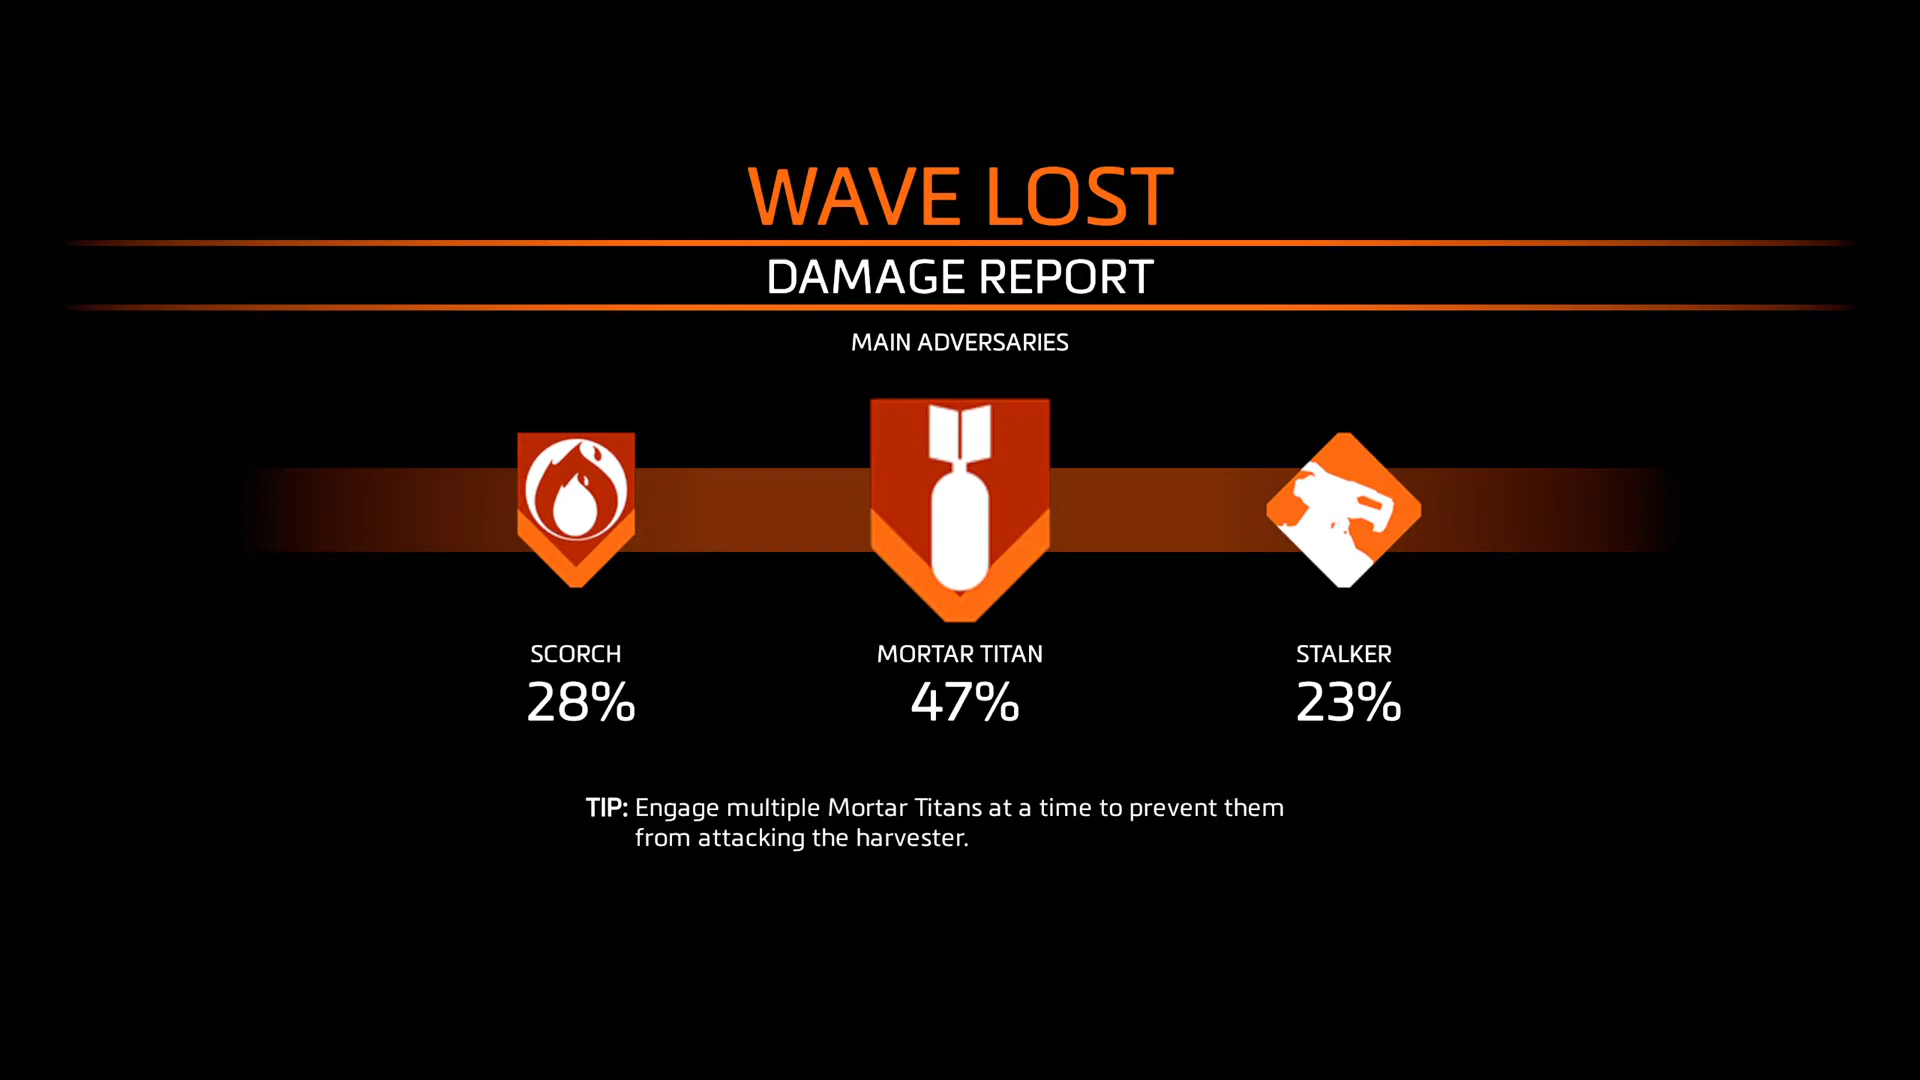 WAVE LOST
DAMAGE REPORT
MAIN ADVERSARIES
SCORCH
28%
MORTAR TITAN
47%
STALKER
23%
TIP: Engage multiple Mortar Titans at a time to prevent them
from attacking the harvester.